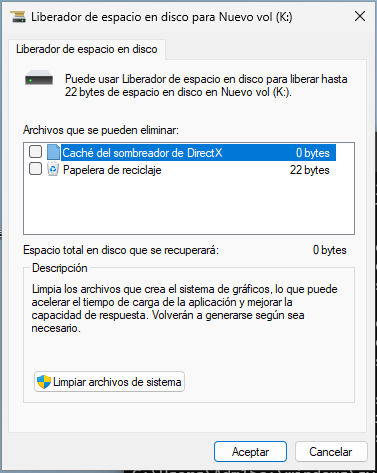 Liberador de espacio en disco para Nuevo vol (K:)
Liberador de espacio en disco
Puede usar Liberador de espacio en disco para liberar hasta
22 bytes de espacio en disco en Nuevo vol (K:).
Archivos que se pueden eliminar:
Caché del sombreador de DirectX 0 bytes
Papelera de reciclaje 22 bytes
Espacio total en disco que se recuperará: 0 bytes
Descripción
Limpia los archivos que crea el sistema de gráficos, lo que puede
acelerar el tiempo de carga de la aplicación y mejorar la
capacidad de respuesta. Volverán a generarse según sea
necesario.
Limpiar archivos de sistema
Aceptar Cancelar